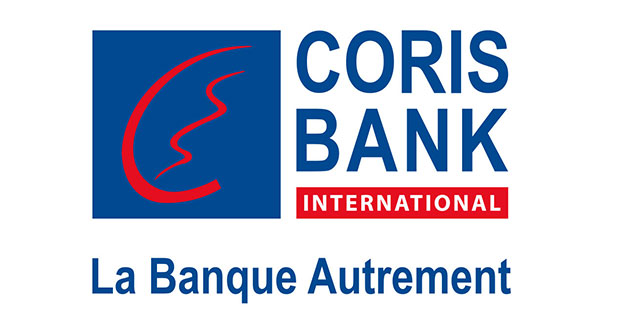 CORIS
BANK
INTERNATIONAL
La Banque Autrement